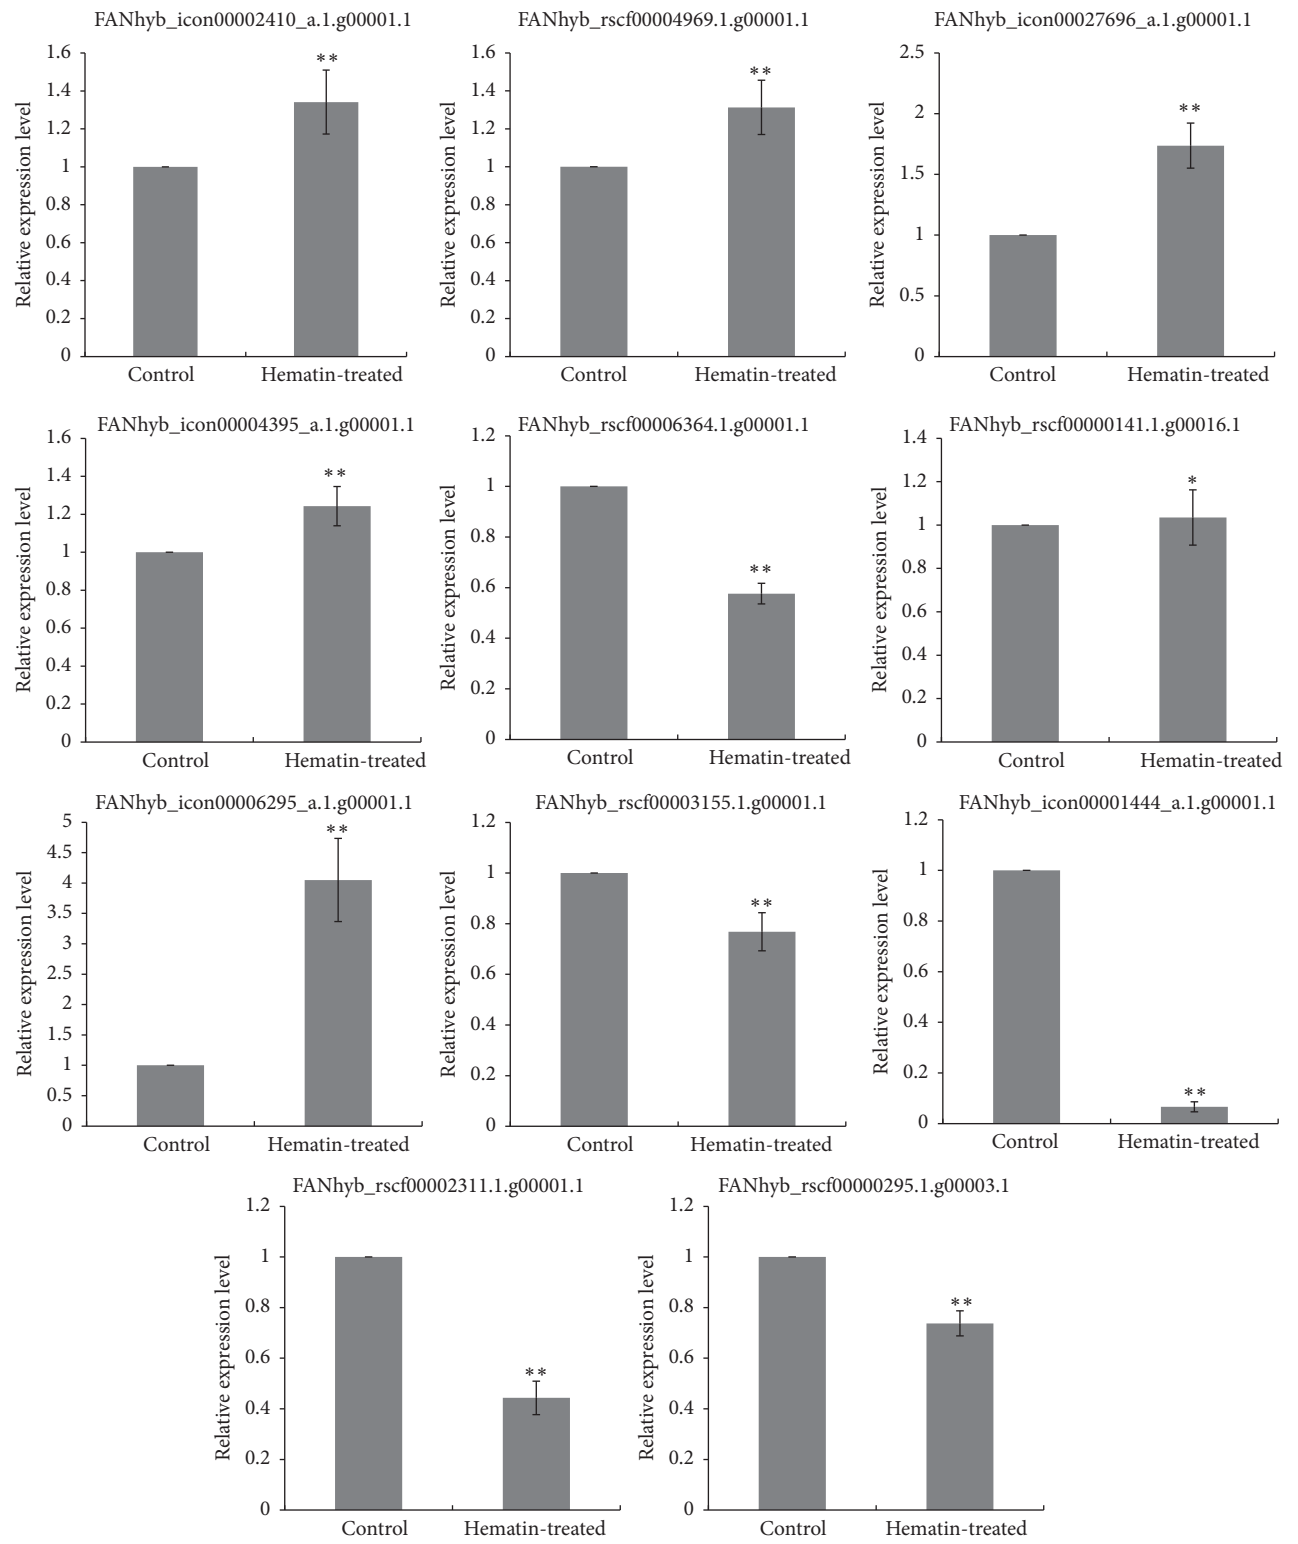 FANhyb_icon00002410_a.1.g00001.1
1.6
1.4
1.2
1
0.8
0.6
0.4
0.2
0
Relative expression level
**
Control
Hematin-treated
FANhyb_rscf00004969.1.g00001.1
1.6
1.4
1.2
1
0.8
0.6
0.4
0.2
0
Relative expression level
**
Control
Hematin-treated
FANhyb_icon00027696_a.1.g00001.1
2.5
2
1.5
1
0.5
0
Relative expression level
**
Control
Hematin-treated
FANhyb_icon00004395_a.1.g00001.1
1.6
1.4
1.2
1
0.8
0.6
0.4
0.2
0
Relative expression level
**
Control
Hematin-treated
FANhyb_rscf00006364.1.g00001.1
1.2
1
0.8
0.6
0.4
0.2
0
Relative expression level
**
Control
Hematin-treated
FANhyb_rscf00000141.1.g00016.1
1.4
1.2
1
0.8
0.6
0.4
0.2
0
Relative expression level
*
Control
Hematin-treated
FANhyb_icon00006295_a.1.g00001.1
5
4.5
4
3.5
3
2.5
2
1.5
1
0.5
0
Relative expression level
**
Control
Hematin-treated
FANhyb_rscf00003155.1.g00001.1
1.2
1
0.8
0.6
0.4
0.2
0
Relative expression level
**
Control
Hematin-treated
FANhyb_icon00001444_a.1.g00001.1
1.2
1
0.8
0.6
0.4
0.2
0
Relative expression level
**
Control
Hematin-treated
FANhyb_rscf00002311.1.g00001.1
1.2
1
0.8
0.6
0.4
0.2
0
Relative expression level
**
Control
Hematin-treated
FANhyb_rscf00000295.1.g00003.1
1.2
1
0.8
0.6
0.4
0.2
0
Relative expression level
**
Control
Hematin-treated